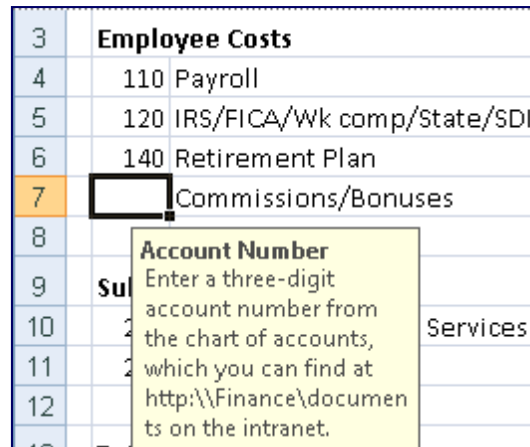 3 Employee Costs
4 110 Payroll
5 120 IRS/FICA/Wk comp/State/SDI
6 140 Retirement Plan
7 Commissions/Bonuses
8
Account Number
9
Enter a three-digit
account number from
10 Services
the chart of accounts,
11
which you can find at
12
http:\\Finance\documen
ts on the intranet.